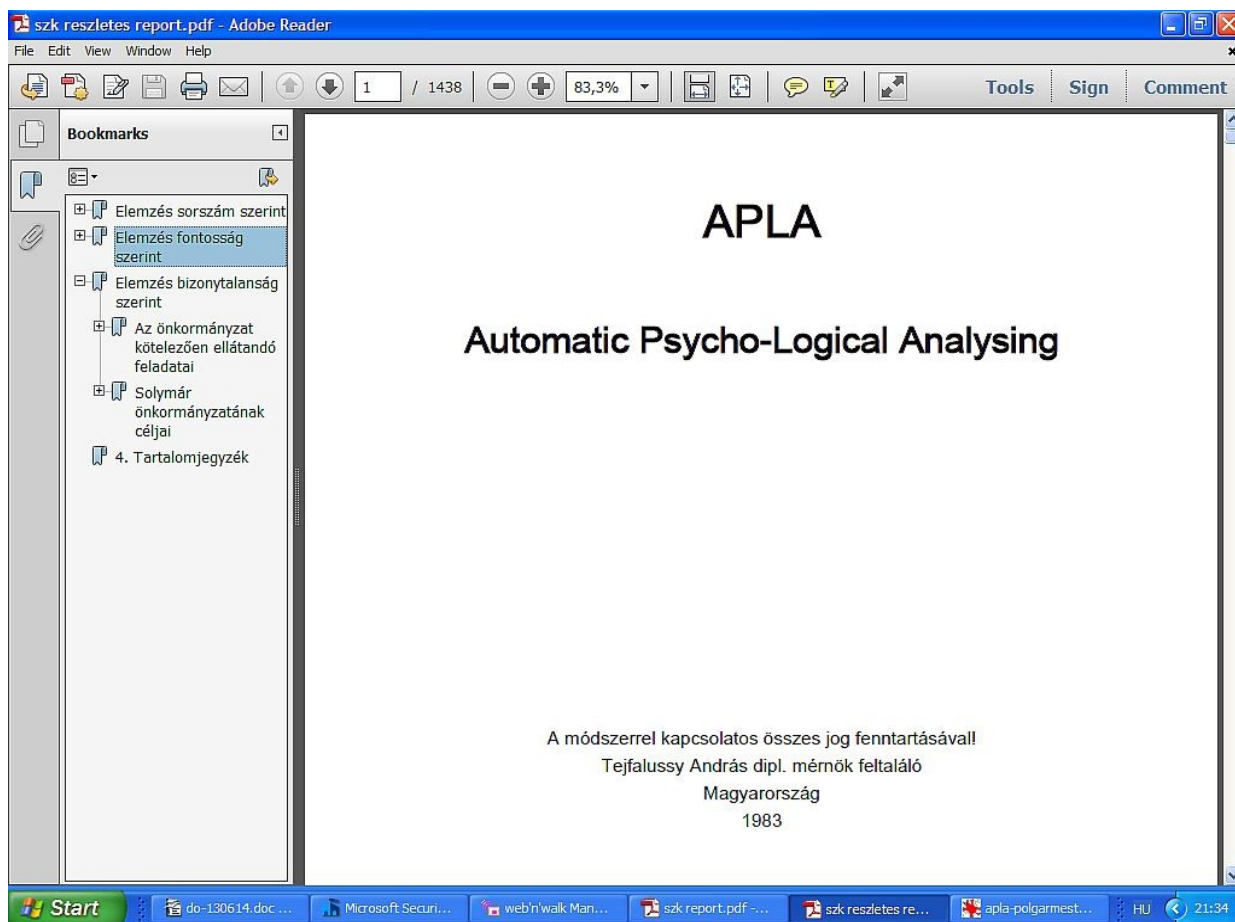 szk reszletes report.pdf - Adobe Reader
File Edit View Window Help
1 / 1438 83,3% Tools Sign Comment
Bookmarks
Elemzés sorszám szerint
Elemzés fontosság
szerint
Elemzés bizonytalanság
szerint
Az önkormányzat
kötelezően ellátandó
feladatai
Solymár
önkormányzatának
céljai
4. Tartalomjegyzék
APLA
Automatic Psycho-Logical Analysing
A módszerrel kapcsolatos összes jog fenntartásával!
Tejfalussy András dipl. mérnök feltaláló
Magyarország
1983
Start do-130614.doc ... Microsoft Securi... web'n'walk Man... szk report.pdf -... szk reszletes re... apla-polgarmest... HU 21:34